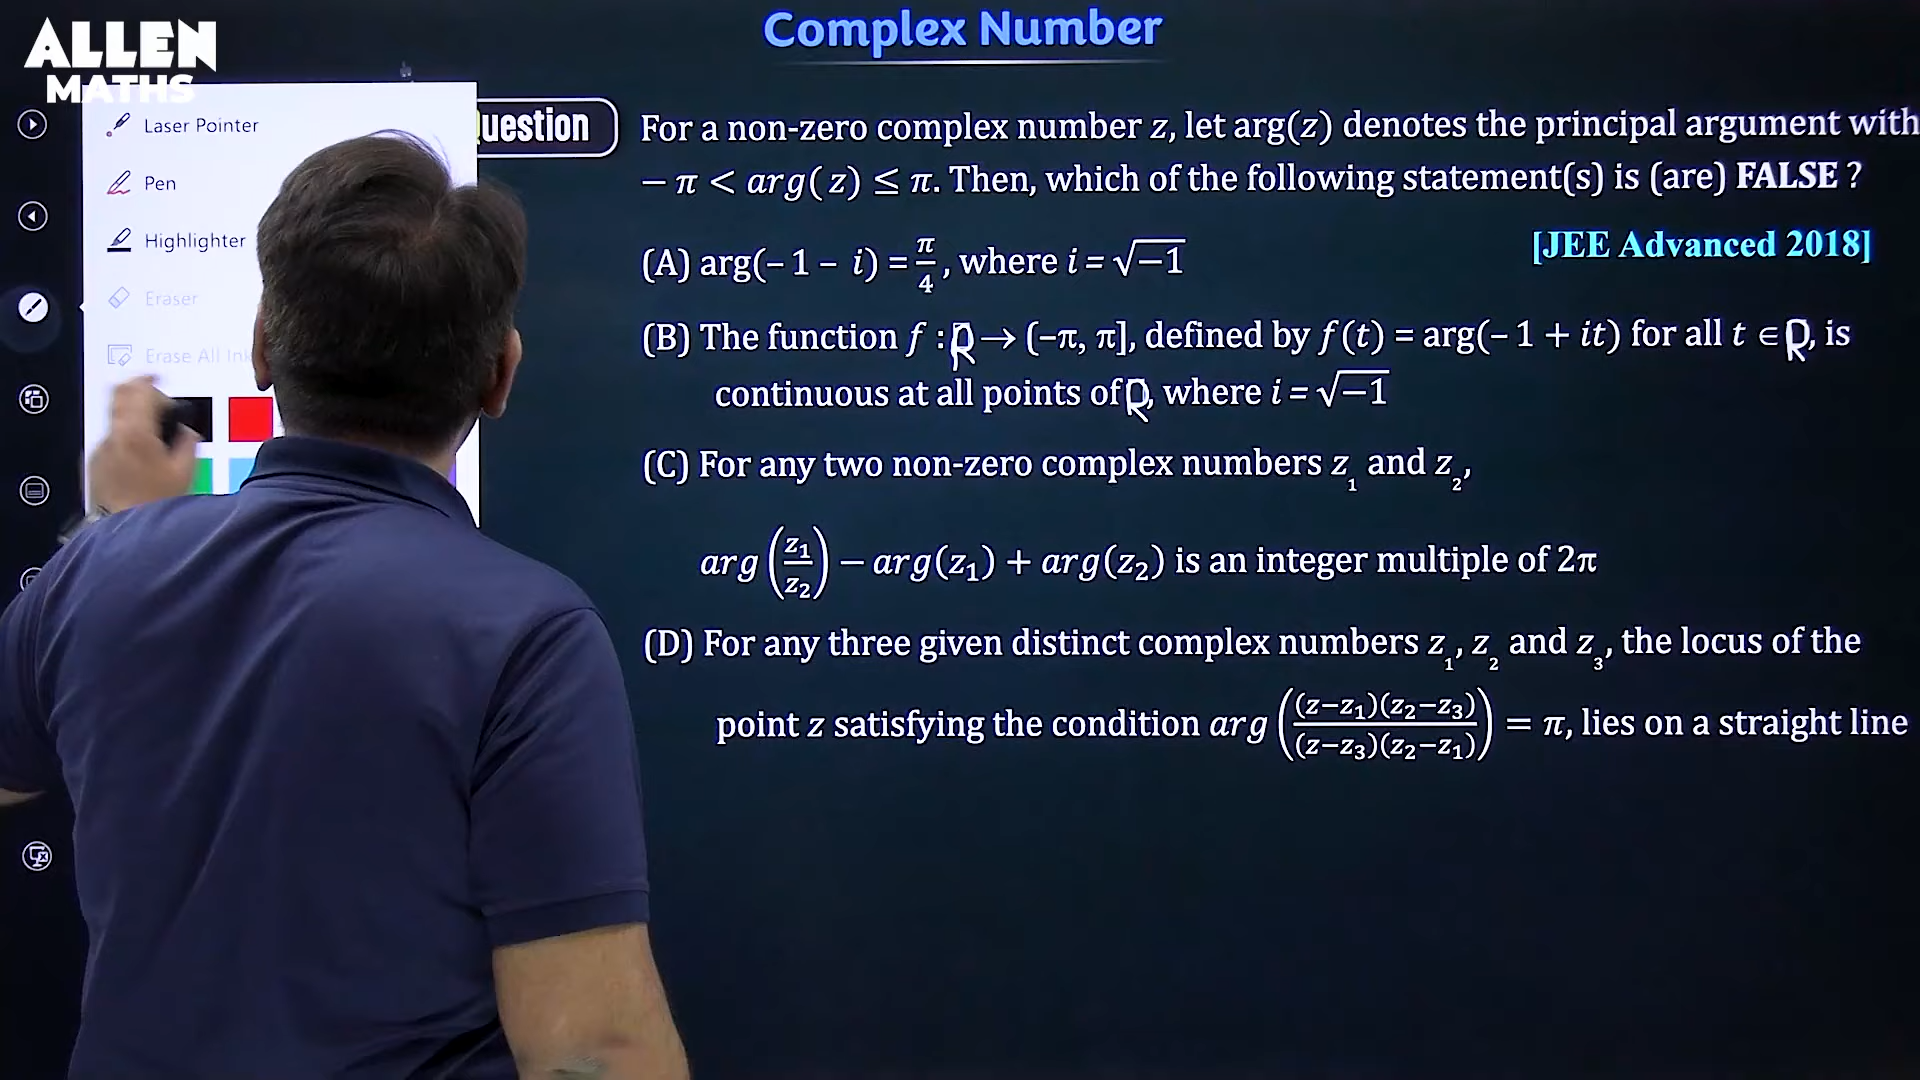 ALLEN
MATHS
Complex Number
Laser Pointer
Pen
Highlighter
Eraser
Erase All Ink
Question
For a non-zero complex number z, let arg(z) denotes the principal argument with
− π < arg(z) ≤ π. Then, which of the following statement(s) is (are) FALSE ?
[JEE Advanced 2018]
(A) arg(− 1 − i) = π/4, where i = √−1
(B) The function f : ℝ → (−π, π], defined by f(t) = arg(− 1 + it) for all t ∈ ℝ, is
continuous at all points of ℝ, where i = √−1
(C) For any two non-zero complex numbers z₁ and z₂,
arg (z₁/z₂) − arg(z₁) + arg(z₂) is an integer multiple of 2π
(D) For any three given distinct complex numbers z₁, z₂ and z₃, the locus of the
point z satisfying the condition arg ((z−z₁)(z₂−z₃)/(z−z₃)(z₂−z₁)) = π, lies on a straight line